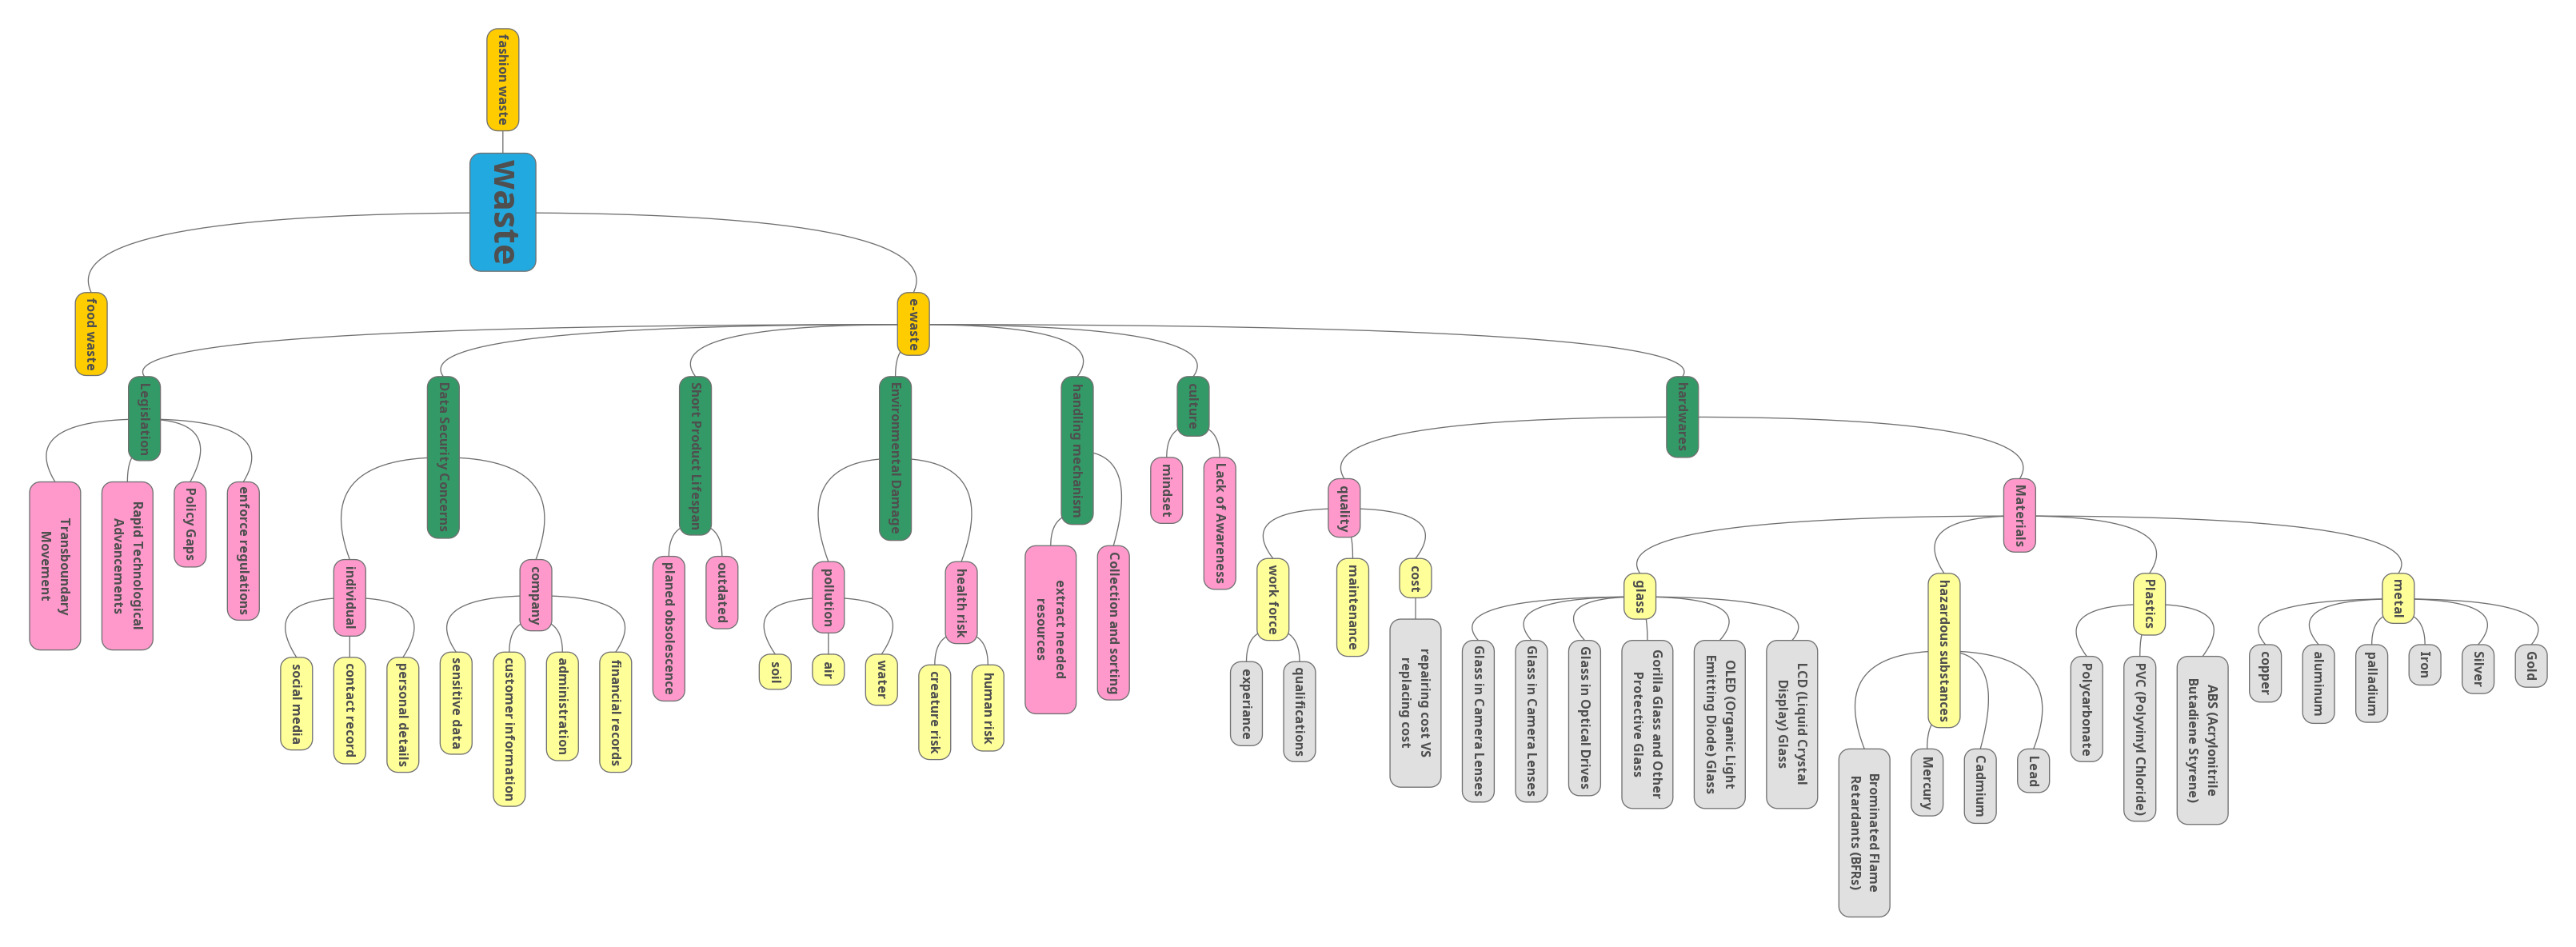 fashion waste
Waste
food waste
e-waste
Legislation
Data Security Concerns
Short Product Lifespan
Environmental Damage
handling mechanism
culture
hardwares
Transboundary
Movement
Rapid Technological
Advancements
Policy Gaps
enforce regulations
individual
company
planed obsolescence
outdated
pollution
health risk
extract needed
resources
Collection and sorting
mindset
Lack of Awareness
quality
Materials
social media
contact record
personal details
sensitive data
customer information
administration
financial records
soil
air
water
creature risk
human risk
work force
maintenance
cost
glass
hazardous substances
Plastics
metal
experiance
qualifications
repairing cost VS
replacing cost
Glass in Camera Lenses
Glass in Camera Lenses
Glass in Optical Drives
Gorilla Glass and Other
Protective Glass
OLED (Organic Light
Emitting Diode) Glass
LCD (Liquid Crystal
Display) Glass
Brominated Flame
Retardants (BFRs)
Mercury
Cadmium
Lead
Polycarbonate
PVC (Polyvinyl Chloride)
ABS (Acrylonitrile
Butadiene Styrene)
copper
aluminum
palladium
Iron
Silver
Gold